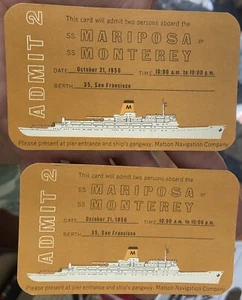 This card will admit two persons aboard the
SS MARIPOSA or
SS MONTEREY
DATE October 21, 1956 TIME 10:00 a.m to 10:00 p.m.
BERTH 35, San Francisco
ADMIT 2
M
Please present at pier entrance and ship's gangway. Matson Navigation Company
This card will admit two persons aboard the
SS MARIPOSA or
SS MONTEREY
DATE October 21, 1956 TIME 10:00 a.m. to 10:00 p.m.
BERTH 35, San Francisco
ADMIT 2
M
Please present at pier entrance and ship's gangway. Matson Navigation Company